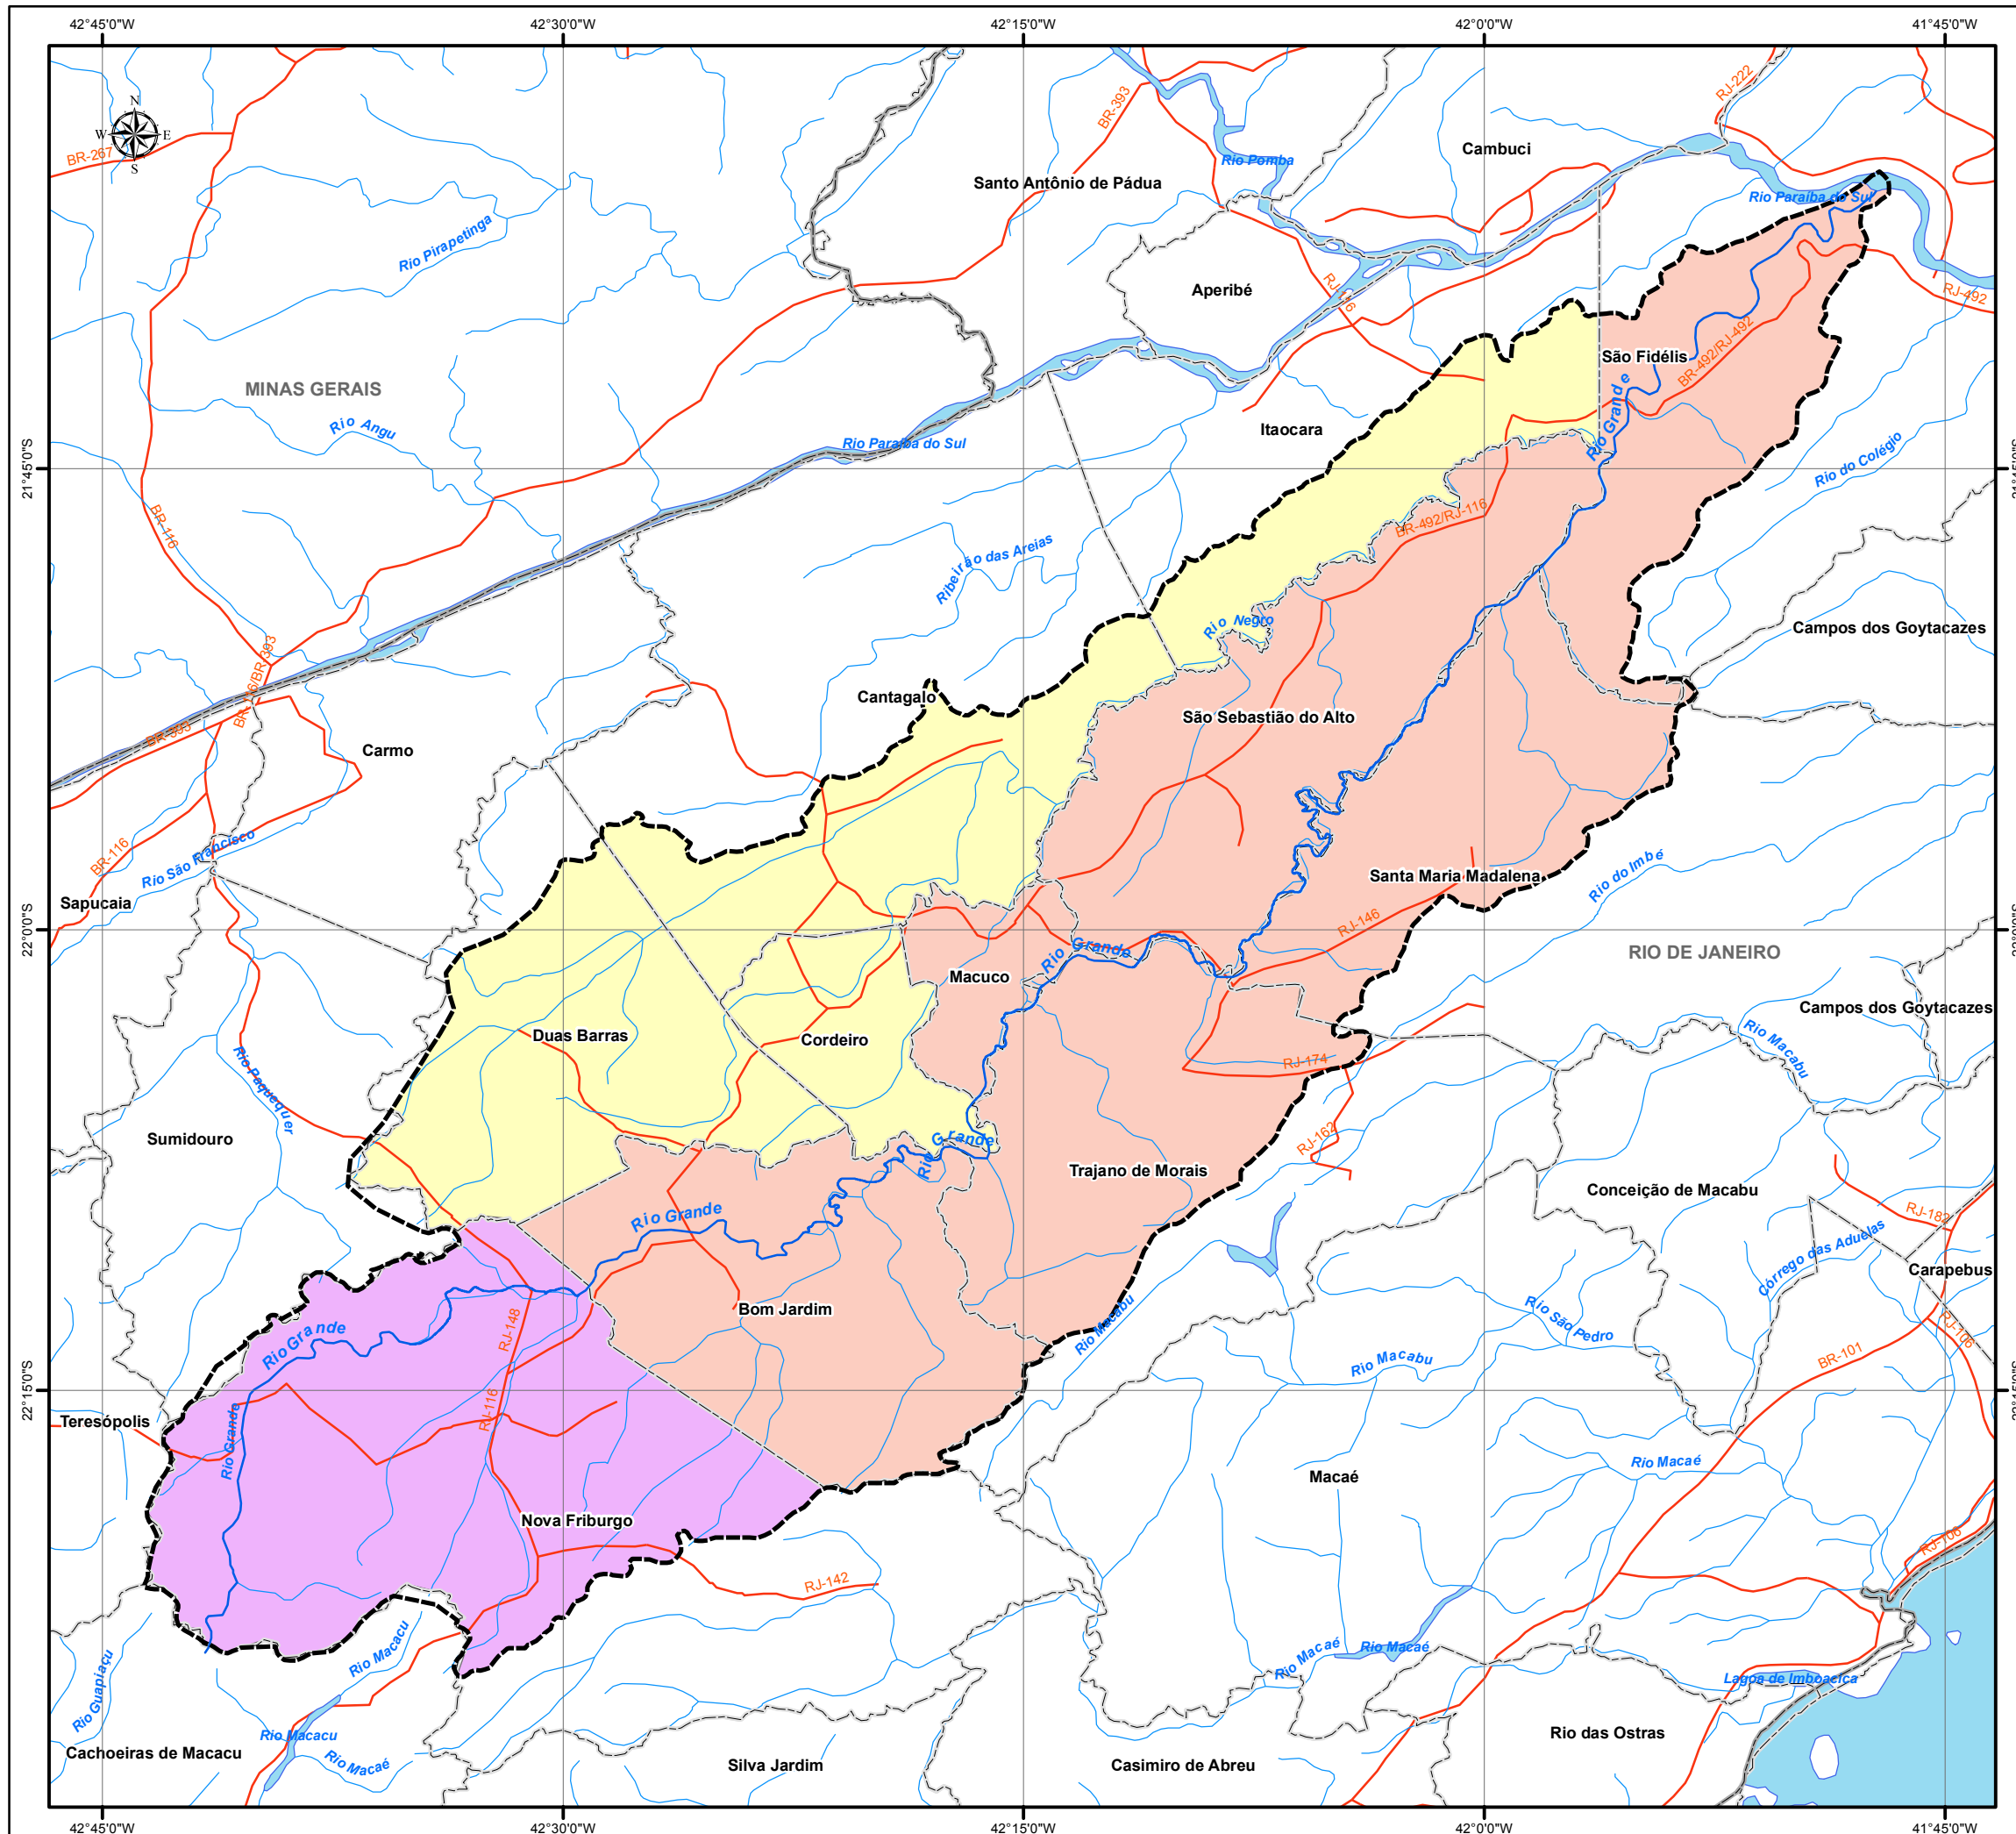 42°45'0"W
42°30'0"W
42°15'0"W
42°0'0"W
41°45'0"W
N
W
E
S
BR-267
BR-393
RJ-222
Cambuci
Rio Pomba
Santo Antônio de Pádua
Rio Paraíba do Sul
Rio Pirapetinga
Aperibé
RJ-116
RJ-492
São Fidélis
BR-492/RJ-492
MINAS GERAIS
Rio Angu
Rio Paraíba do Sul
Itaocara
Rio Grande
Rio do Colégio
21°45'0"S
21°45'0"S
BR-116
BR-492/RJ-116
Ribeirão das Areias
Rio Negro
Campos dos Goytacazes
BR-116/BR-393
Cantagalo
São Sebastião do Alto
BR-393
Carmo
BR-116
Rio São Francisco
Santa Maria Madalena
Rio do Imbé
Sapucaia
RJ-146
22°0'0"S
22°0'0"S
Rio Grande
RIO DE JANEIRO
Macuco
Campos dos Goytacazes
Duas Barras
Cordeiro
Rio Macabu
RJ-174
Rio Paquequer
Sumidouro
RJ-162
Rio Grande
Trajano de Morais
Conceição de Macabu
Rio Grande
RJ-182
Córrego das Aduelas
Carapebus
Bom Jardim
Rio Macabu
Rio São Pedro
RJ-148
Rio Grande
RJ-106
BR-101
Rio Macabu
22°15'0"S
22°15'0"S
Teresópolis
RJ-116
Rio Grande
Rio Macaé
Macaé
Nova Friburgo
RJ-106
RJ-142
Rio Macacu
Rio Macaé
Rio Macaé
Rio Guapiaçu
Lagoa de Imboacica
Rio Macacu
Rio das Ostras
Cachoeiras de Macacu
Rio Macaé
Silva Jardim
Casimiro de Abreu
42°45'0"W
42°30'0"W
42°15'0"W
42°0'0"W
41°45'0"W